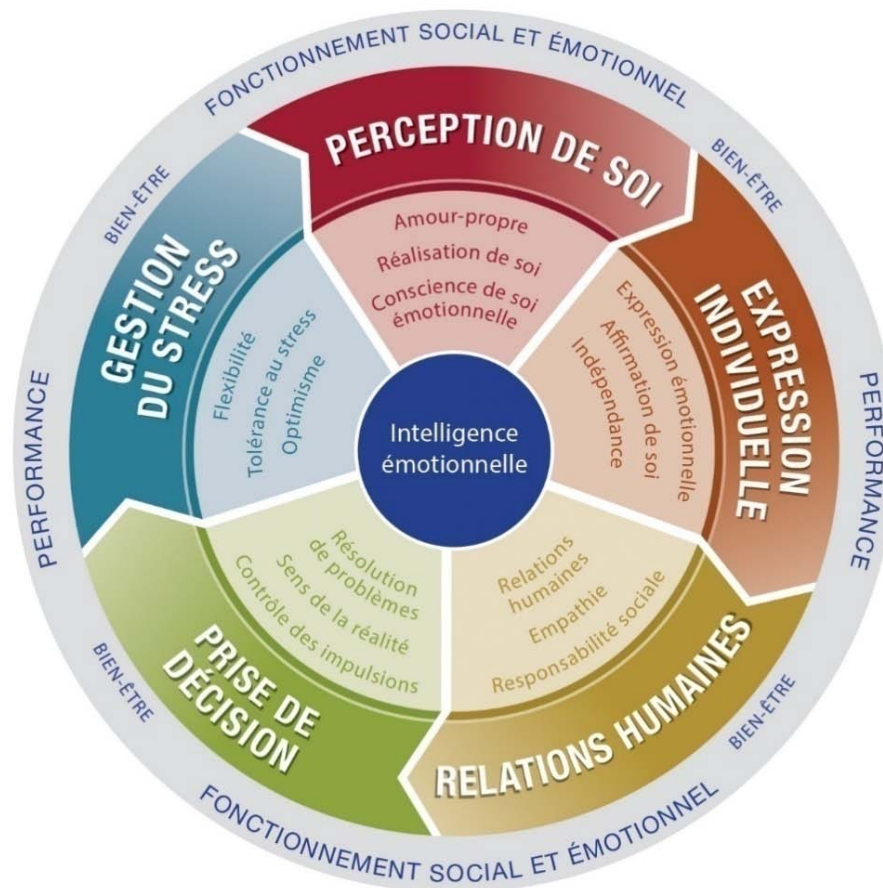 FONCTIONNEMENT SOCIAL ET ÉMOTIONNEL
BIEN-ÊTRE
BIEN-ÊTRE
PERFORMANCE
PERFORMANCE
BIEN-ÊTRE
BIEN-ÊTRE
FONCTIONNEMENT SOCIAL ET ÉMOTIONNEL
PERCEPTION DE SOI
Amour-propre
Réalisation de soi
Conscience de soi
émotionnelle
EXPRESSION
INDIVIDUELLE
Expression émotionnelle
Affirmation de soi
Indépendance
RELATIONS HUMAINES
Relations
humaines
Empathie
Responsabilité sociale
PRISE DE
DÉCISION
Résolution
de problèmes
Sens de la réalité
Contrôle des impulsions
GESTION
DU STRESS
Flexibilité
Tolérance au stress
Optimisme
Intelligence
émotionnelle